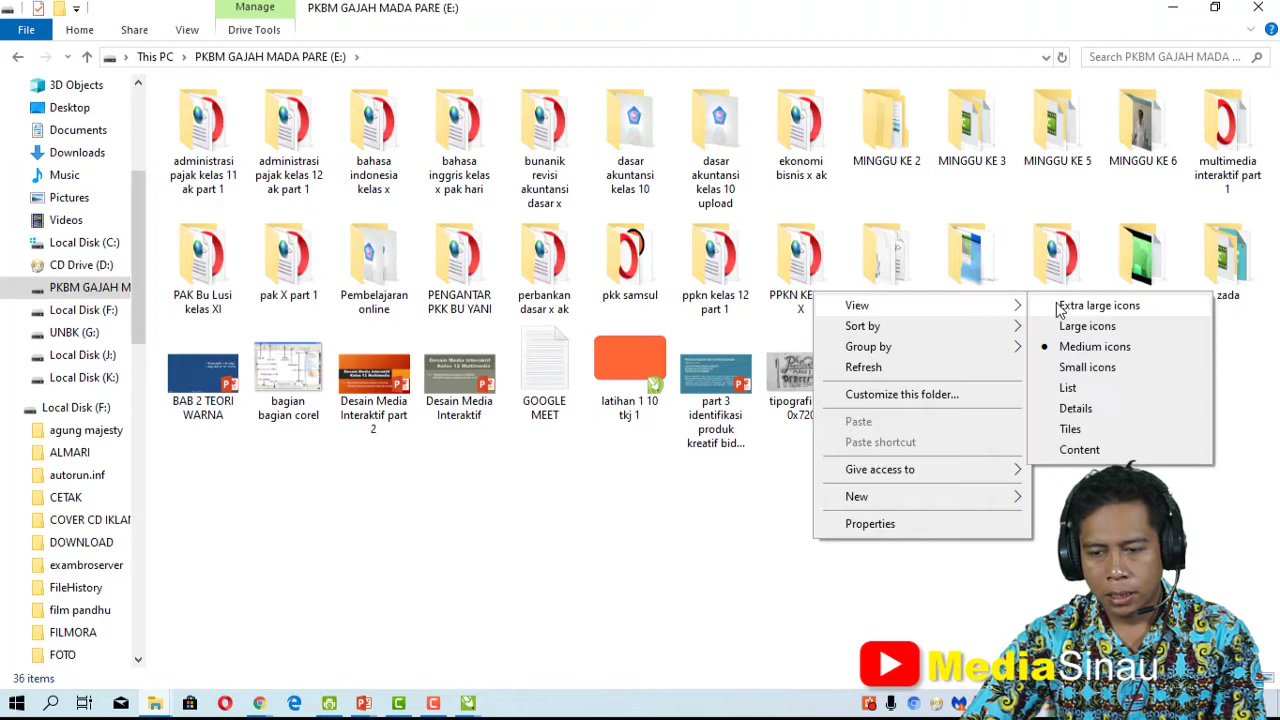 Manage
PKBM GAJAH MADA PARE (E:)
File
Home
Share
View
Drive Tools
This PC
PKBM GAJAH MADA PARE (E:)
Search PKBM GAJAH MADA ...
3D Objects
Desktop
Documents
Downloads
Music
Pictures
Videos
Local Disk (C:)
CD Drive (D:)
PKBM GAJAH M
Local Disk (F:)
UNBK (G:)
Local Disk (J:)
Local Disk (K:)
Local Disk (F:)
agung majesty
ALMARI
autorun.inf
CETAK
COVER CD IKLAN
DOWNLOAD
exambroserver
FileHistory
film pandhu
FILMORA
FOTO
administrasi
pajak kelas 11
ak part 1
administrasi
pajak kelas 12
ak part 1
bahasa
indonesia
kelas x
bahasa
inggris kelas
x pak hari
bunanik
revisi
akuntansi
dasar x
dasar
akuntansi
kelas 10
dasar
akuntansi
kelas 10
upload
ekonomi
bisnis x ak
MINGGU KE 2
MINGGU KE 3
MINGGU KE 5
MINGGU KE 6
multimedia
interaktif part
1
PAK Bu Lusi
kelas XI
pak X part 1
Pembelajaran
online
PENGANTAR
PKK BU YANI
perbankan
dasar x ak
pkk samsul
ppkn kelas 12
part 1
PPKN KE
X
zada
BAB 2 TEORI
WARNA
bagian
bagian corel
Desain Media
Interaktif part
2
Desain Media
Interaktif
GOOGLE
MEET
latihan 1 10
tkj 1
part 3
identifikasi
produk
kreatif bid...
tipografi
0x720
View
Sort by
Group by
Refresh
Customize this folder...
Paste
Paste shortcut
Give access to
New
Properties
Extra large icons
Large icons
Medium icons
Small icons
List
Details
Tiles
Content
36 items
MediaSinau